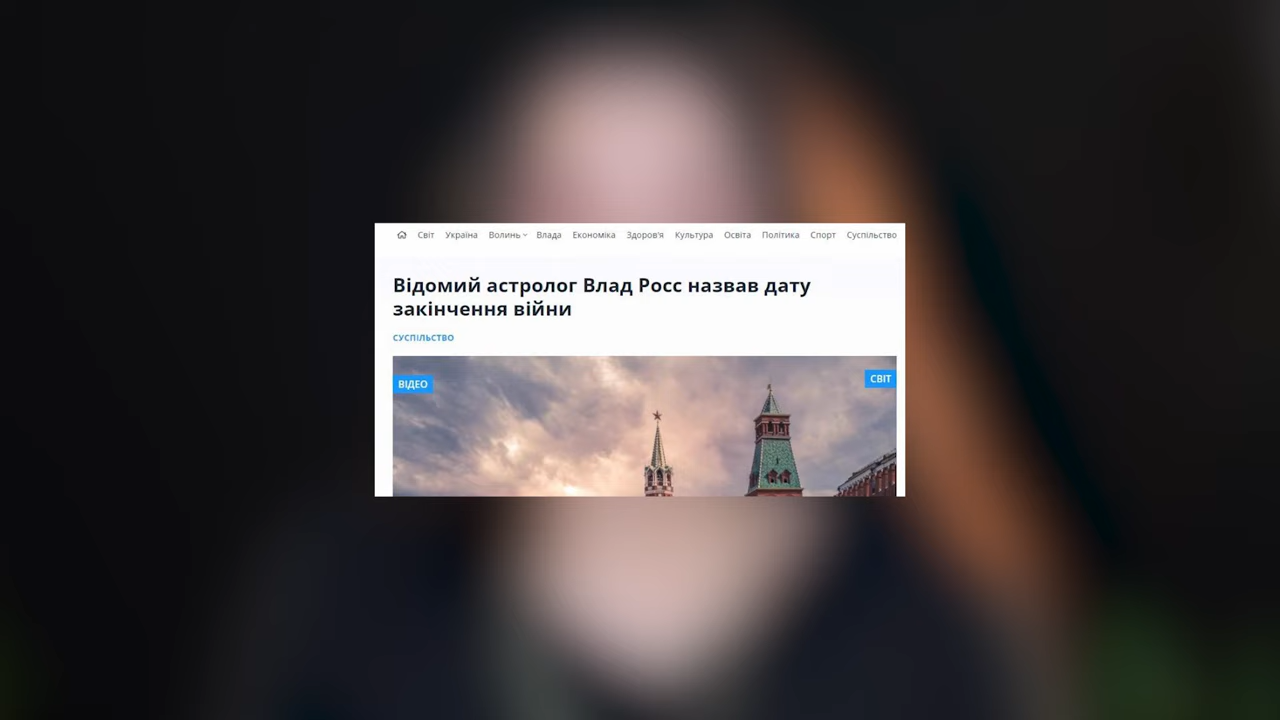 Світ Україна Волинь Влада Економіка Здоров'я Культура Освіта Політика Спорт Суспільство
Відомий астролог Влад Росс назвав дату
закінчення війни
СУСПІЛЬСТВО
ВІДЕО
СВІТ